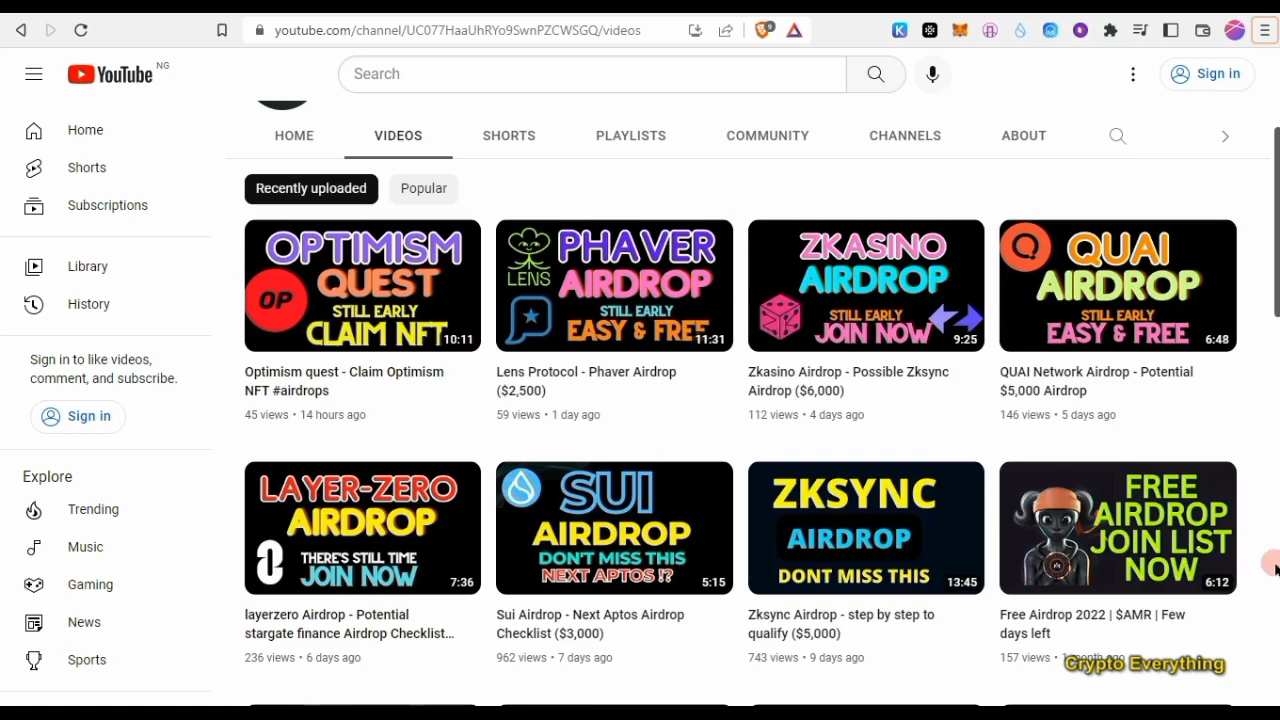 youtube.com/channel/UC077HaaUhRYo9SwnPZCWSGQ/videos
YouTube NG
Search
Sign in
Home
Shorts
Subscriptions
Library
History
Sign in to like videos,
comment, and subscribe.
Sign in
Explore
Trending
Music
Gaming
News
Sports
HOME VIDEOS SHORTS PLAYLISTS COMMUNITY CHANNELS ABOUT
Recently uploaded Popular
OPTIMISM
QUEST
OP
STILL EARLY
CLAIM NFT
10:11
Optimism quest - Claim Optimism
NFT #airdrops
45 views • 14 hours ago
LENS
PHAVER
AIRDROP
STILL EARLY
EASY & FREE
11:31
Lens Protocol - Phaver Airdrop
($2,500)
59 views • 1 day ago
ZKASINO
AIRDROP
STILL EARLY
JOIN NOW
9:25
Zkasino Airdrop - Possible Zksync
Airdrop ($6,000)
112 views • 4 days ago
QUAI
AIRDROP
STILL EARLY
EASY & FREE
6:48
QUAI Network Airdrop - Potential
$5,000 Airdrop
146 views • 5 days ago
LAYER-ZERO
AIRDROP
THERE'S STILL TIME
JOIN NOW
7:36
layerzero Airdrop - Potential
stargate finance Airdrop Checklist...
236 views • 6 days ago
SUI
AIRDROP
DON'T MISS THIS
NEXT APTOS !?
5:15
Sui Airdrop - Next Aptos Airdrop
Checklist ($3,000)
962 views • 7 days ago
ZKSYNC
AIRDROP
DONT MISS THIS
13:45
Zksync Airdrop - step by step to
qualify ($5,000)
743 views • 9 days ago
FREE
AIRDROP
JOIN LIST
NOW
6:12
Free Airdrop 2022 | $AMR | Few
days left
157 views • 1 month ago
Crypto Everything